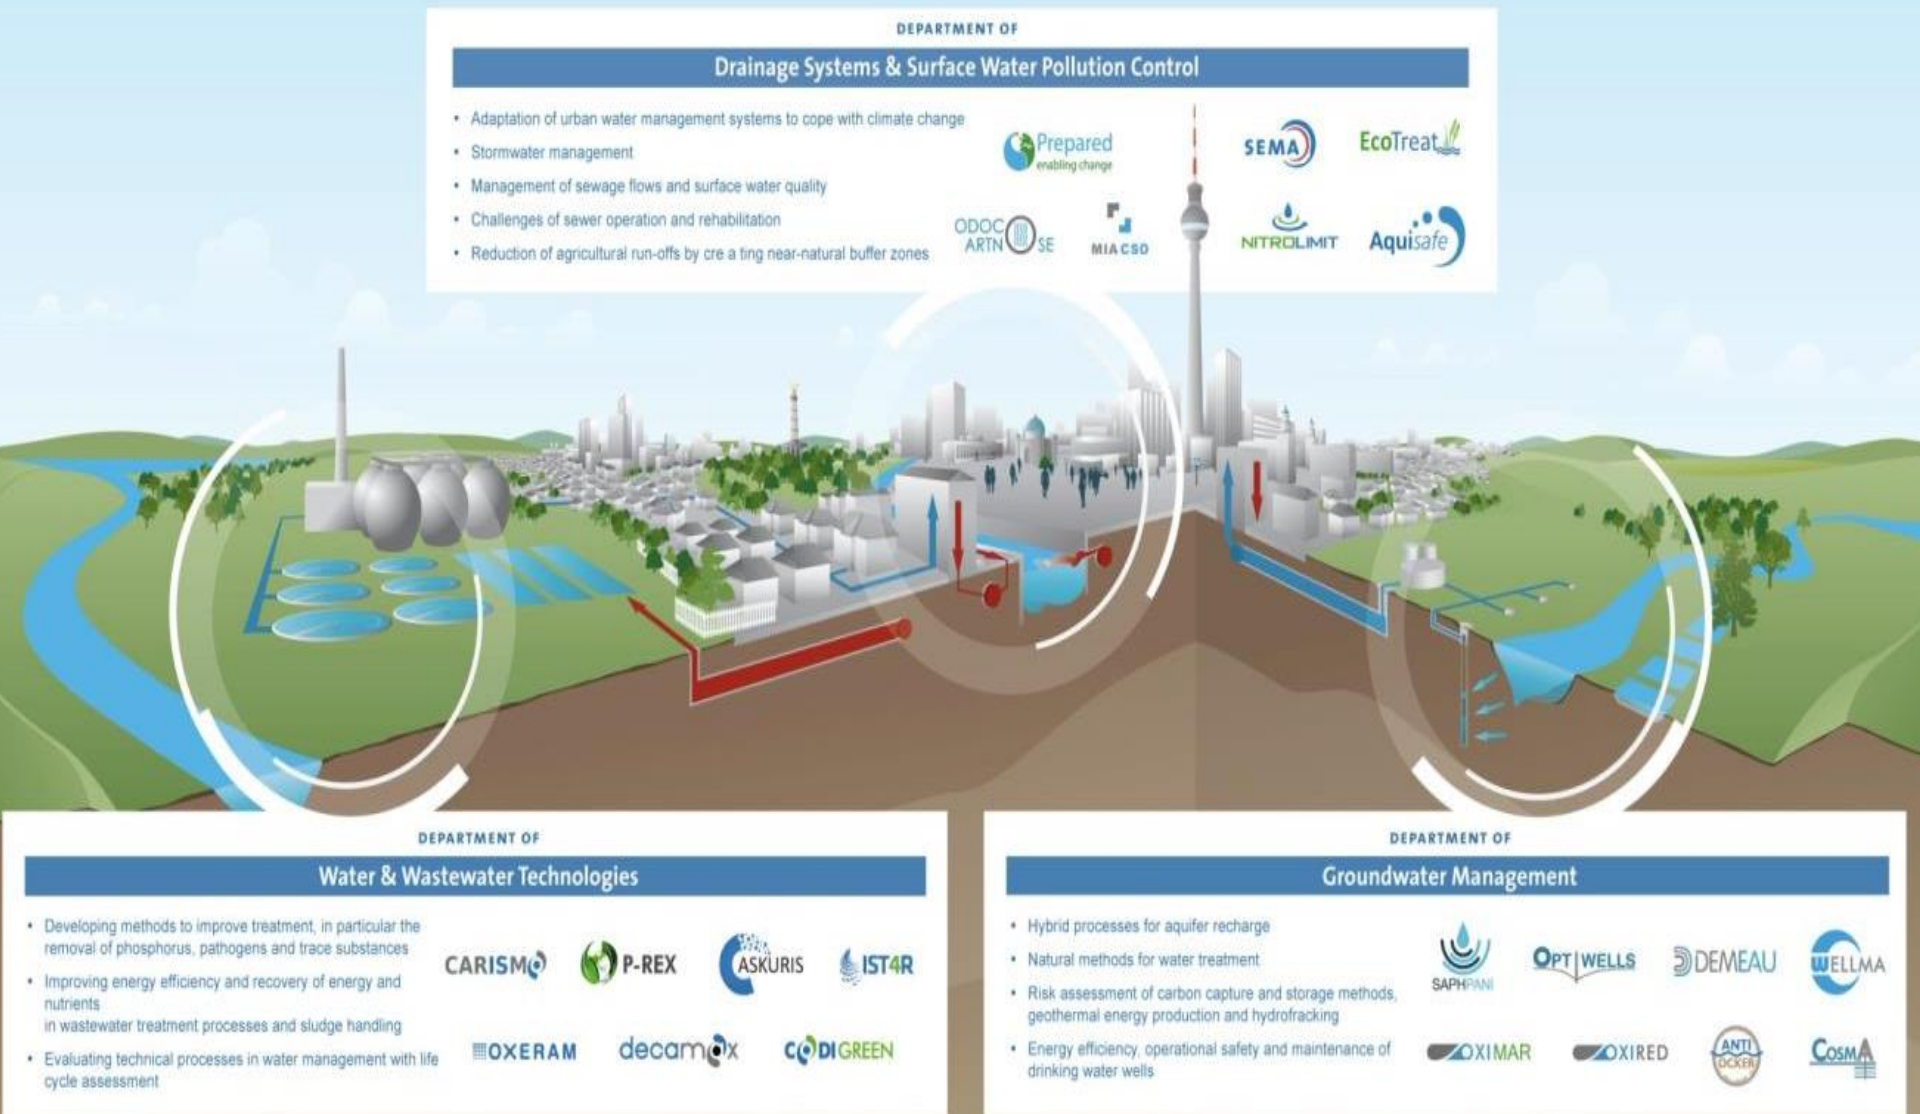 DEPARTMENT OF
Drainage Systems & Surface Water Pollution Control
• Adaptation of urban water management systems to cope with climate change
• Stormwater management
• Management of sewage flows and surface water quality
• Challenges of sewer operation and rehabilitation
• Reduction of agricultural run-offs by cre a ting near-natural buffer zones
Prepared
enabling change
SEMA
EcoTreat
ODOC
ARTN SE
MIACSO
NITROLIMIT
Aquisafe
DEPARTMENT OF
Water & Wastewater Technologies
• Developing methods to improve treatment, in particular the
removal of phosphorus, pathogens and trace substances
• Improving energy efficiency and recovery of energy and
nutrients
in wastewater treatment processes and sludge handling
• Evaluating technical processes in water management with life
cycle assessment
CARISMO
P-REX
ASKURIS
IST4R
OXERAM
decamox
CODIGREEN
DEPARTMENT OF
Groundwater Management
• Hybrid processes for aquifer recharge
• Natural methods for water treatment
• Risk assessment of carbon capture and storage methods,
geothermal energy production and hydrofracking
• Energy efficiency, operational safety and maintenance of
drinking water wells
SAPHPANI
OPTIWELLS
DEMEAU
WELLMA
OXIMAR
OXIRED
ANTI
OCKER
COSMA